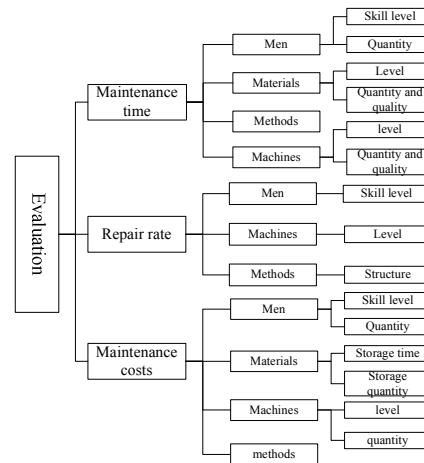 Evaluation
Maintenance
time
Men
Skill level
Quantity
Materials
Level
Quantity and
quality
Methods
Machines
level
Quantity and
quality
Repair rate
Men
Skill level
Machines
Level
Methods
Structure
Maintenance
costs
Men
Skill level
Quantity
Materials
Storage time
Storage
quantity
Machines
level
quantity
methods